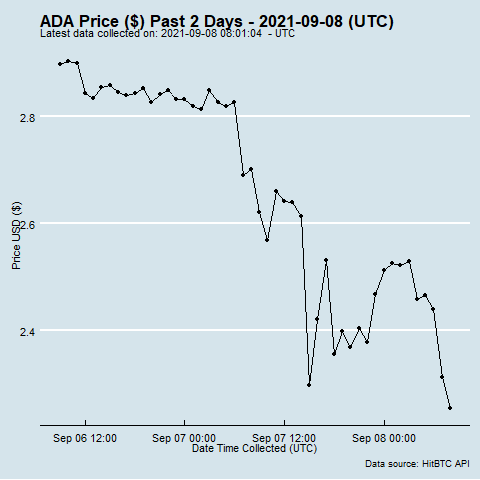 ADA Price ($) Past 2 Days - 2021-09-08 (UTC)
Latest data collected on: 2021-09-08 08:01:04 - UTC
2.8
2.6
2.4
Price USD ($)
Sep 06 12:00 Sep 07 00:00 Sep 07 12:00 Sep 08 00:00
Date Time Collected (UTC)
Data source: HitBTC API